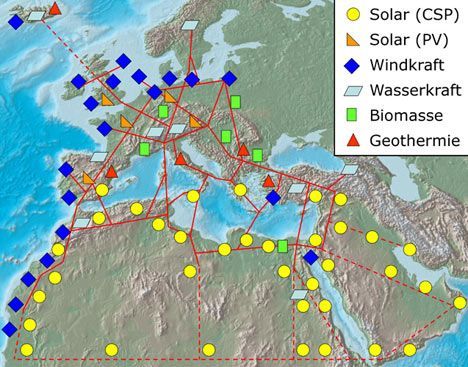 Solar (CSP)
Solar (PV)
Windkraft
Wasserkraft
Biomasse
Geothermie